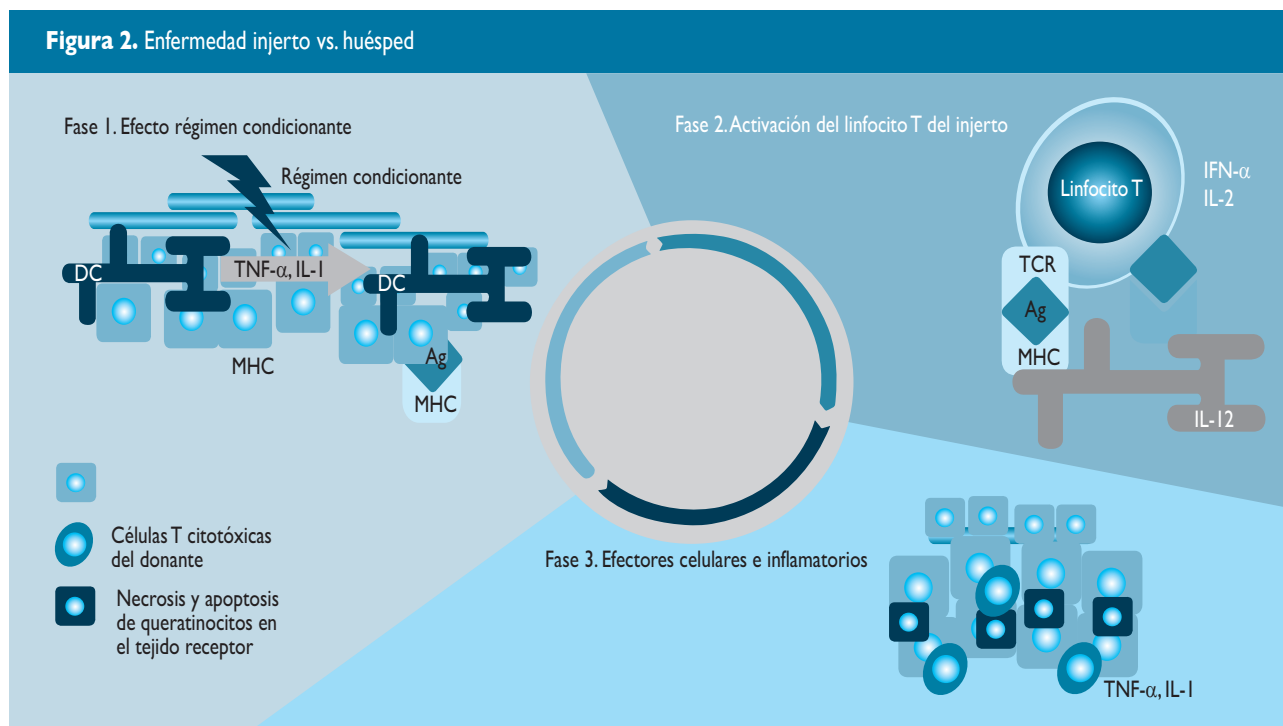 Figura 2. Enfermedad injerto vs. huésped
Fase 1. Efecto régimen condicionante
Régimen condicionante
DC
TNF-α, IL-1
DC
MHC
Ag
MHC
Fase 2. Activación del linfocito T del injerto
Linfocito T
IFN-α
IL-2
TCR
Ag
MHC
IL-12
Células T citotóxicas
del donante
Necrosis y apoptosis
de queratinocitos en
el tejido receptor
Fase 3. Efectores celulares e inflamatorios
TNF-α, IL-1